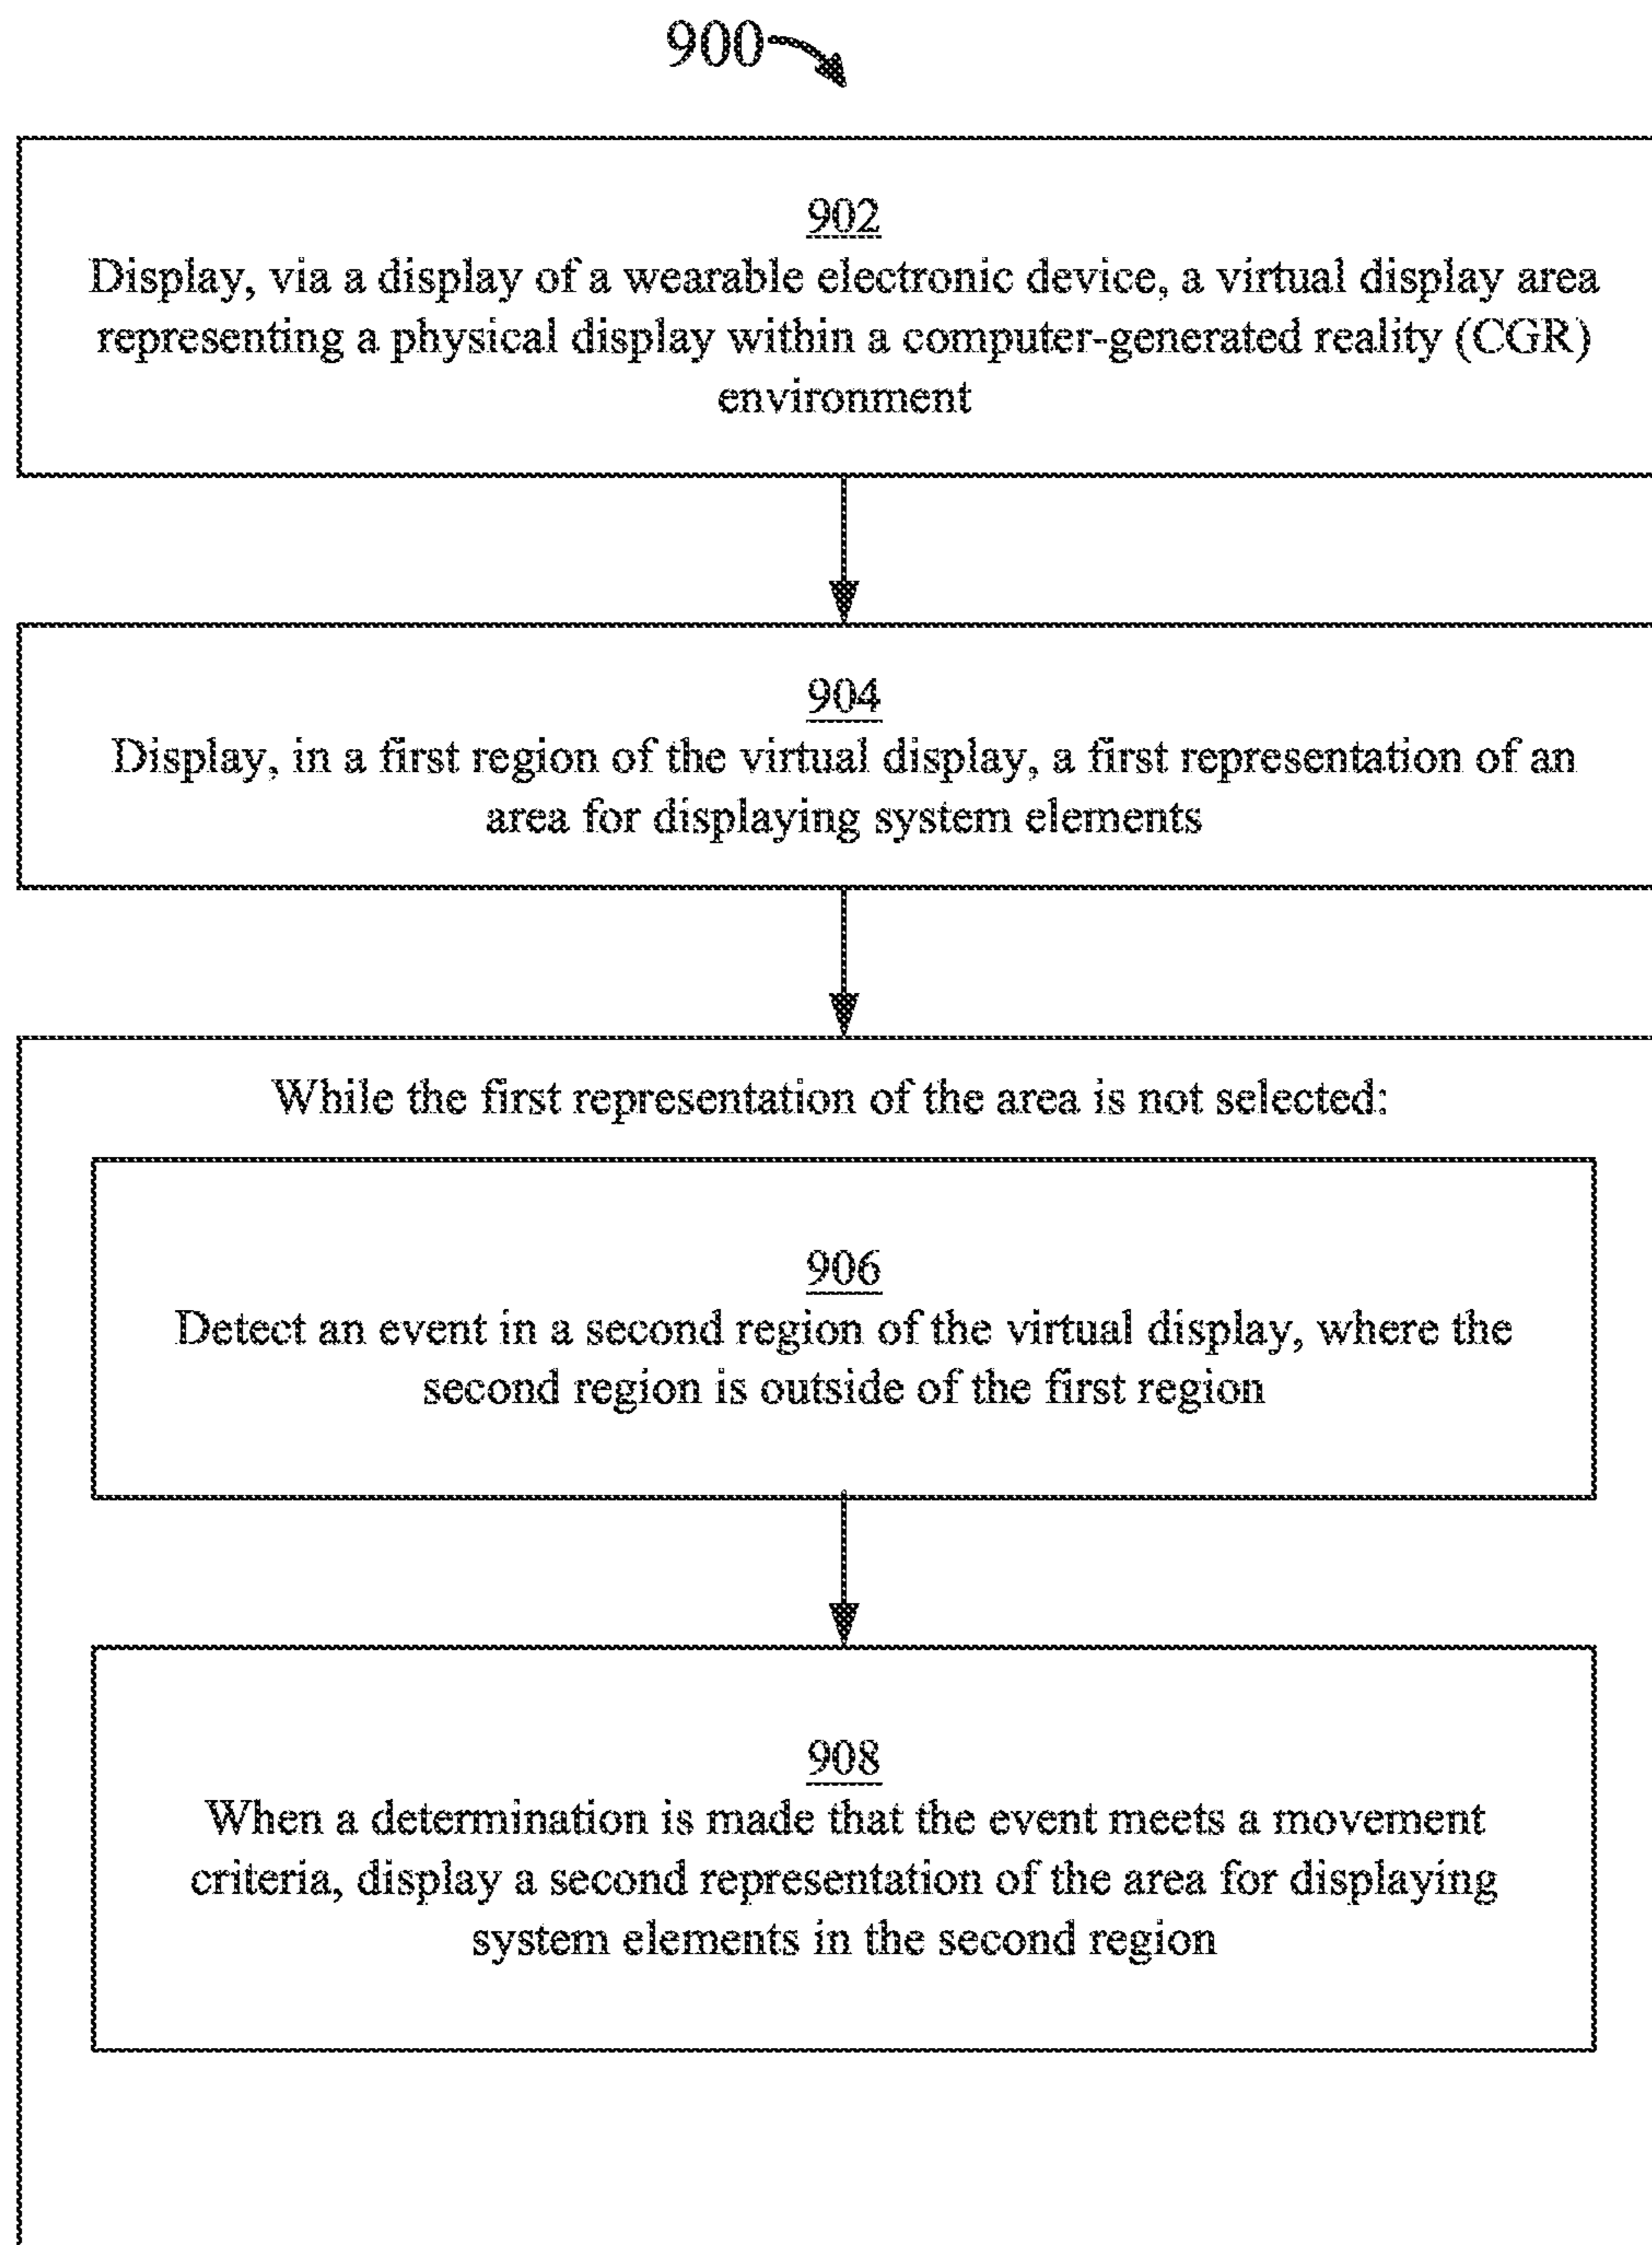 900
902
Display, via a display of a wearable electronic device, a virtual display area
representing a physical display within a computer-generated reality (CGR)
environment
904
Display, in a first region of the virtual display, a first representation of an
area for displaying system elements
While the first representation of the area is not selected:
906
Detect an event in a second region of the virtual display, where the
second region is outside of the first region
908
When a determination is made that the event meets a movement
criteria, display a second representation of the area for displaying
system elements in the second region